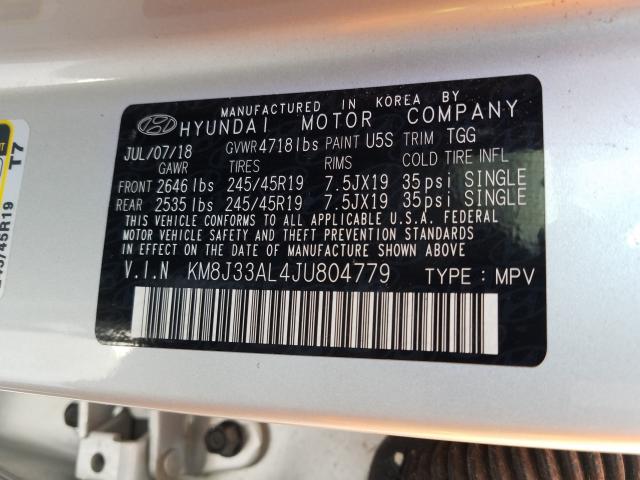 MANUFACTURED IN KOREA BY
HYUNDAI MOTOR COMPANY
JUL/07/18 GVWR 4718 lbs PAINT U5S TRIM TGG
GAWR TIRES RIMS COLD TIRE INFL
FRONT 2646 lbs 245/45R19 7.5JX19 35psi SINGLE
REAR 2535 lbs 245/45R19 7.5JX19 35psi SINGLE
THIS VEHICLE CONFORMS TO ALL APPLICABLE U.S.A. FEDERAL
MOTOR VEHICLE SAFETY, BUMPER, AND THEFT PREVENTION STANDARDS
IN EFFECT ON THE DATE OF MANUFACTURE SHOWN ABOVE.
V.I.N KM8J33AL4JU804779 TYPE : MPV
T7
45R19